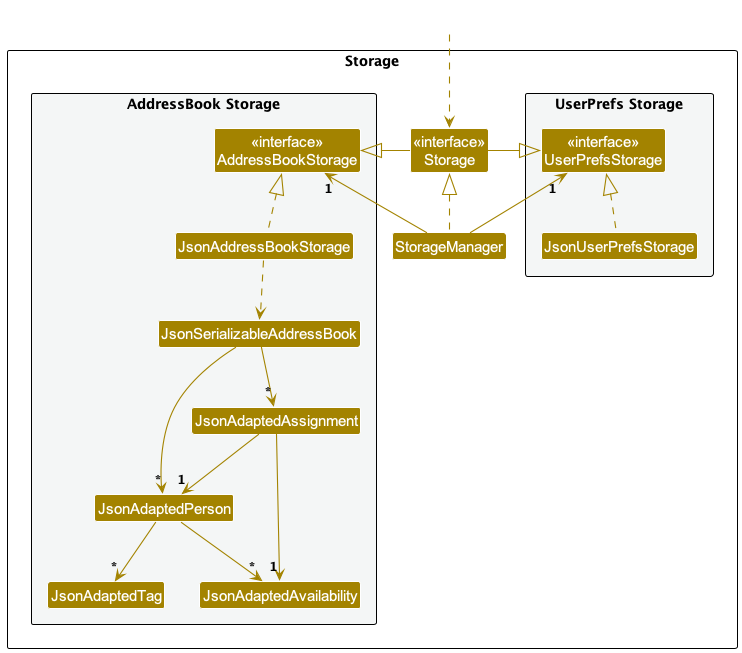 Storage
AddressBook Storage
UserPrefs Storage
«interface»
AddressBookStorage
«interface»
Storage
«interface»
UserPrefsStorage
1
1
JsonAddressBookStorage
StorageManager
JsonUserPrefsStorage
JsonSerializableAddressBook
*
JsonAdaptedAssignment
*
1
JsonAdaptedPerson
*
*
1
JsonAdaptedTag
JsonAdaptedAvailability